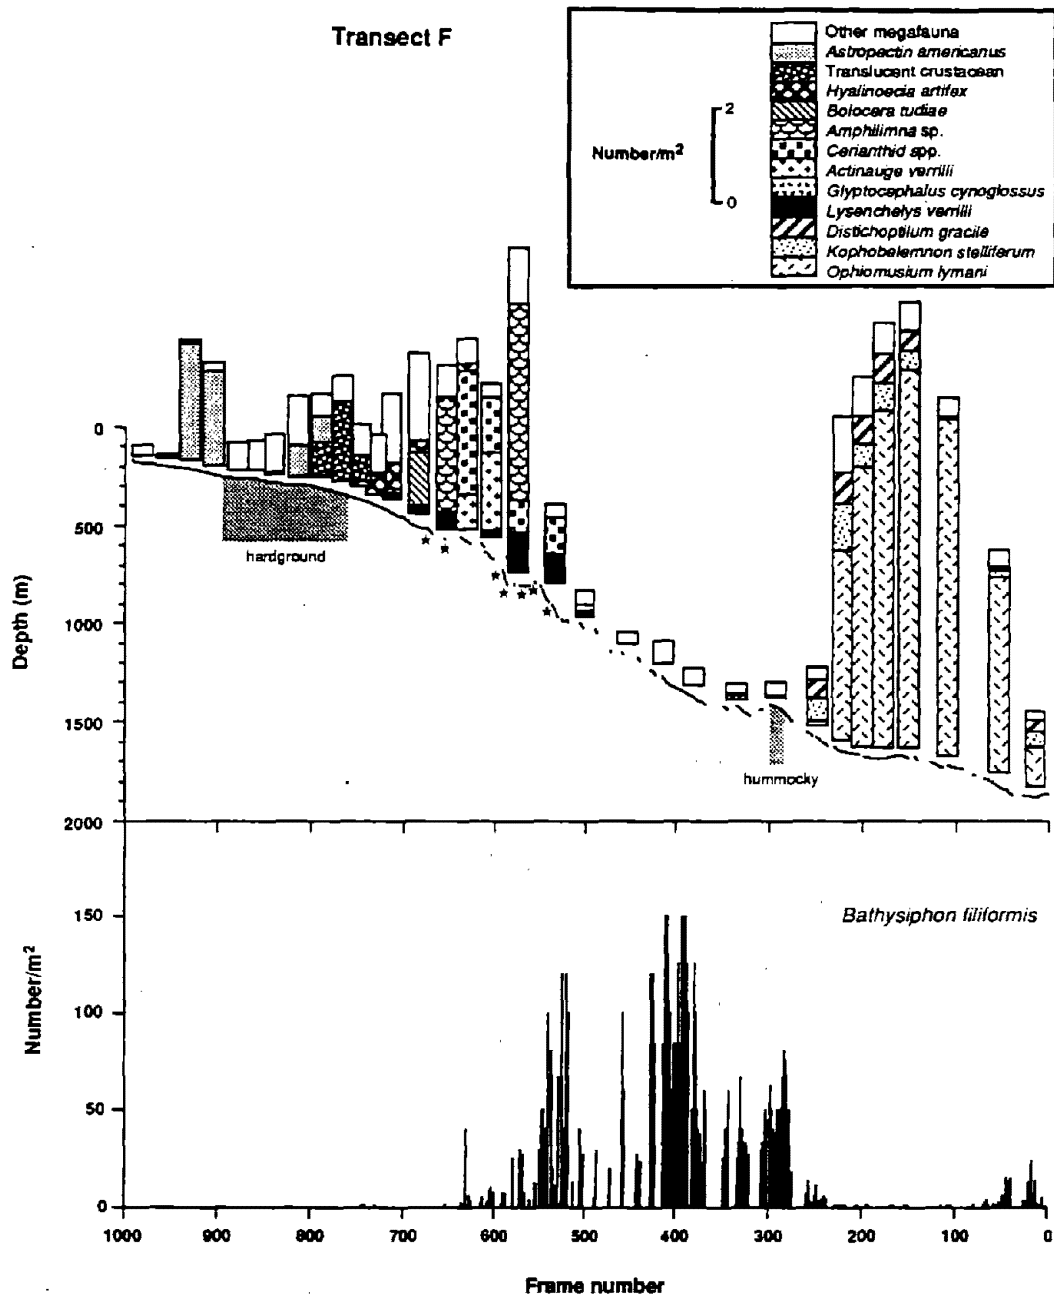 Transect F
Other megafauna
Astropectin americanus
Translucent crustacean
Hyalinoecia artifex
Bolocera tudiae
Amphilimna sp.
Cerianthid spp.
Actinauge verrilli
Glyptocephalus cynoglossus
Lysenchelys verrilli
Distichoptilum gracile
Kophobelemnon stelliferum
Ophiomusium lymani
Number/m²
2
0
Depth (m)
0
500
1000
1500
2000
hardground
hummocky
Bathysiphon filiformis
Number/m²
150
100
50
0
1000 900 800 700 600 500 400 300 200 100 0
Frame number